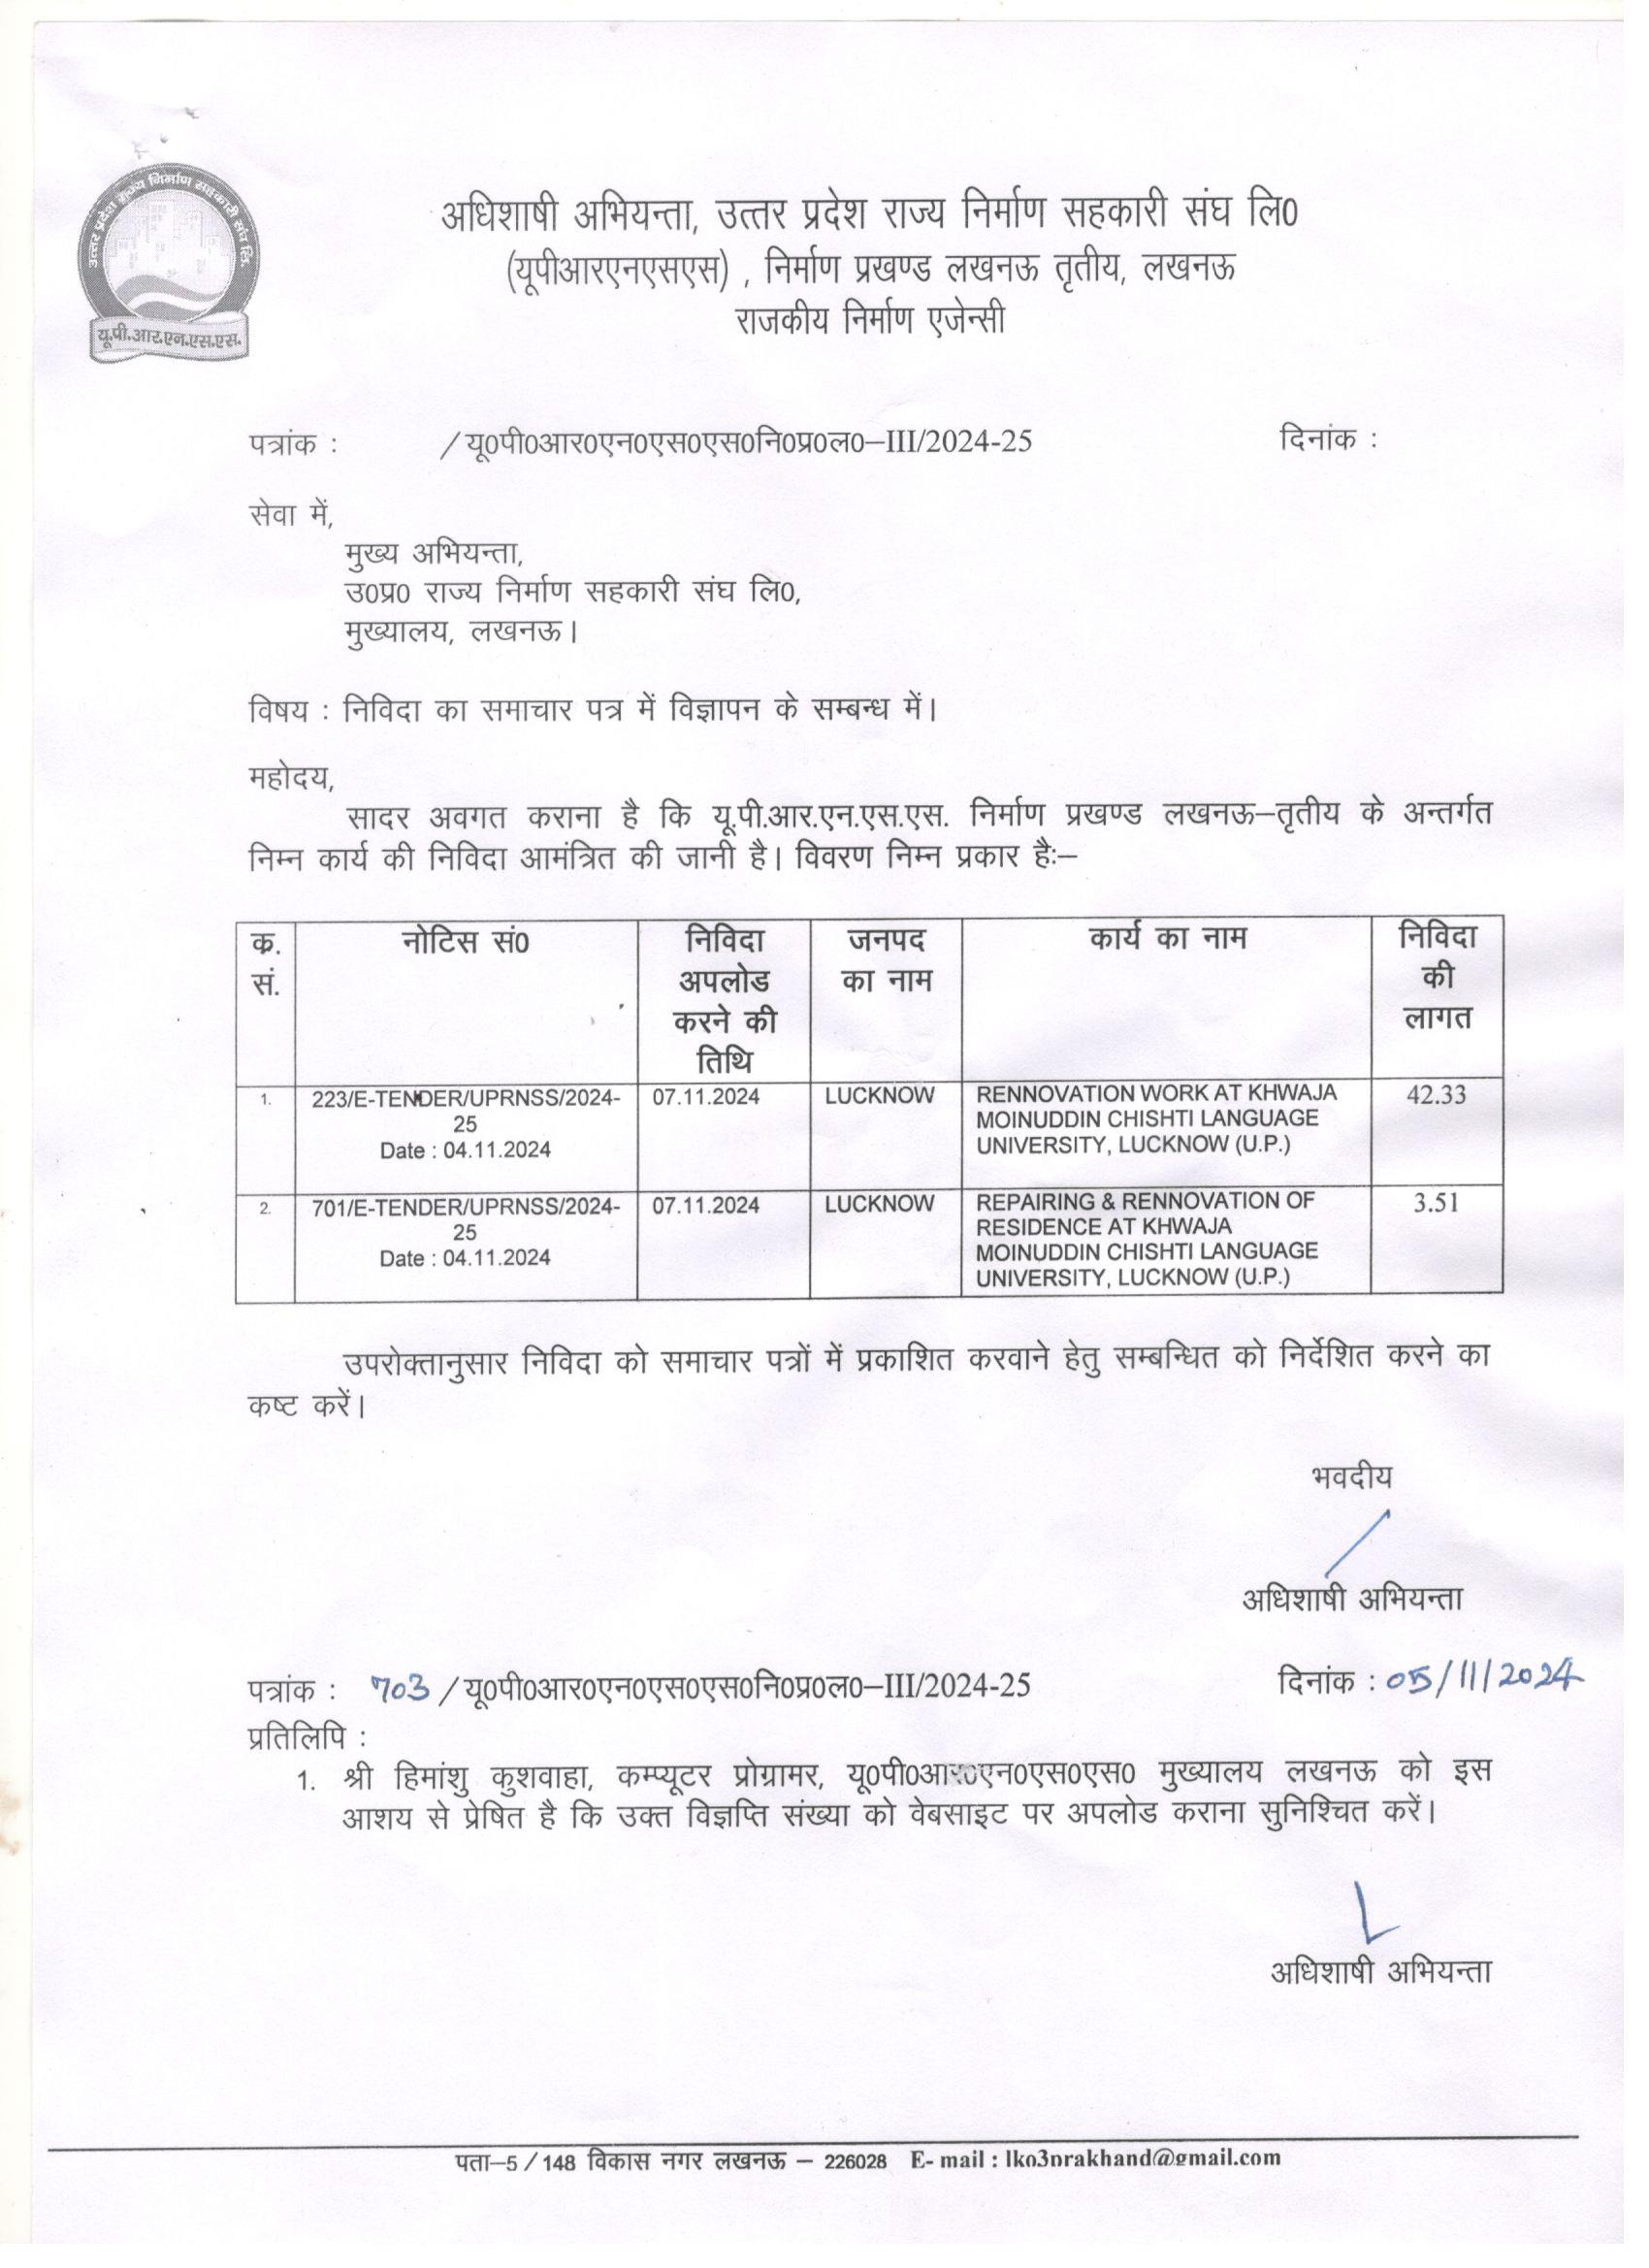 उत्तर प्रदेश राज्य निर्माण सहकारी संघ लि.
यू.पी.आर.एन.एस.एस.
अधिशाषी अभियन्ता, उत्तर प्रदेश राज्य निर्माण सहकारी संघ लि0
(यूपीआरएनएसएस) , निर्माण प्रखण्ड लखनऊ तृतीय, लखनऊ
राजकीय निर्माण एजेन्सी
पत्रांक : /यू0पी0आर0एन0एस0एस0नि0प्र0ल0–III/2024-25 दिनांक :
सेवा में,
मुख्य अभियन्ता,
उ0प्र0 राज्य निर्माण सहकारी संघ लि0,
मुख्यालय, लखनऊ।
विषय : निविदा का समाचार पत्र में विज्ञापन के सम्बन्ध में।
महोदय,
सादर अवगत कराना है कि यू.पी.आर.एन.एस.एस. निर्माण प्रखण्ड लखनऊ–तृतीय के अन्तर्गत
निम्न कार्य की निविदा आमंत्रित की जानी है। विवरण निम्न प्रकार हैः–
क्र. सं. नोटिस सं0 निविदा अपलोड करने की तिथि जनपद का नाम कार्य का नाम निविदा की लागत
1. 223/E-TENDER/UPRNSS/2024- 07.11.2024 LUCKNOW RENNOVATION WORK AT KHWAJA 42.33
25 MOINUDDIN CHISHTI LANGUAGE
Date : 04.11.2024 UNIVERSITY, LUCKNOW (U.P.)
2. 701/E-TENDER/UPRNSS/2024- 07.11.2024 LUCKNOW REPAIRING & RENNOVATION OF 3.51
25 RESIDENCE AT KHWAJA
Date : 04.11.2024 MOINUDDIN CHISHTI LANGUAGE
UNIVERSITY, LUCKNOW (U.P.)
उपरोक्तानुसार निविदा को समाचार पत्रों में प्रकाशित करवाने हेतु सम्बन्धित को निर्देशित करने का
कष्ट करें।
भवदीय
अधिशाषी अभियन्ता
पत्रांक : 703 /यू0पी0आर0एन0एस0एस0नि0प्र0ल0–III/2024-25 दिनांक : 05/11/2024
प्रतिलिपि :
1. श्री हिमांशु कुशवाहा, कम्प्यूटर प्रोग्रामर, यू0पी0आर0एन0एस0एस0 मुख्यालय लखनऊ को इस
आशय से प्रेषित है कि उक्त विज्ञप्ति संख्या को वेबसाइट पर अपलोड कराना सुनिश्चित करें।
अधिशाषी अभियन्ता
पता–5/148 विकास नगर लखनऊ – 226028 E- mail : lko3nrakhand@gmail.com